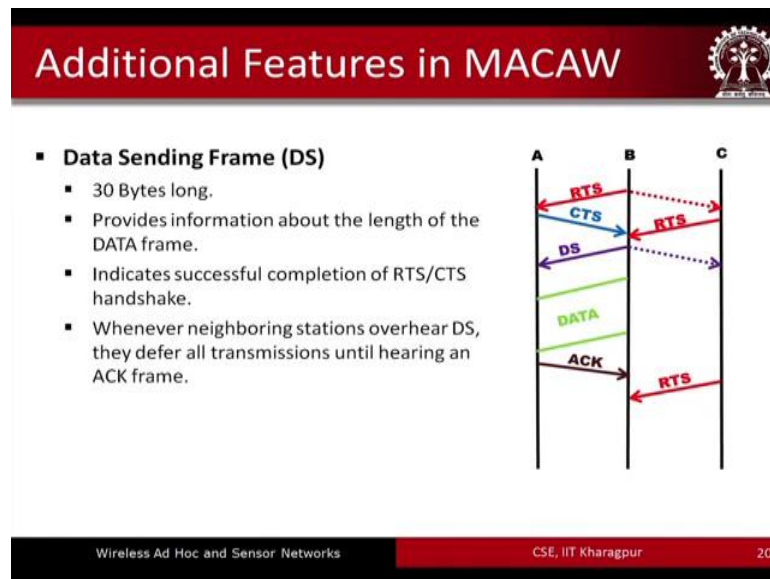 Additional Features in MACAW
▪ Data Sending Frame (DS)
▪ 30 Bytes long.
▪ Provides information about the length of the
DATA frame.
▪ Indicates successful completion of RTS/CTS
handshake.
▪ Whenever neighboring stations overhear DS,
they defer all transmissions until hearing an
ACK frame.
A B C
RTS
CTS
RTS
DS
DATA
ACK
RTS
Wireless Ad Hoc and Sensor Networks CSE, IIT Kharagpur 20